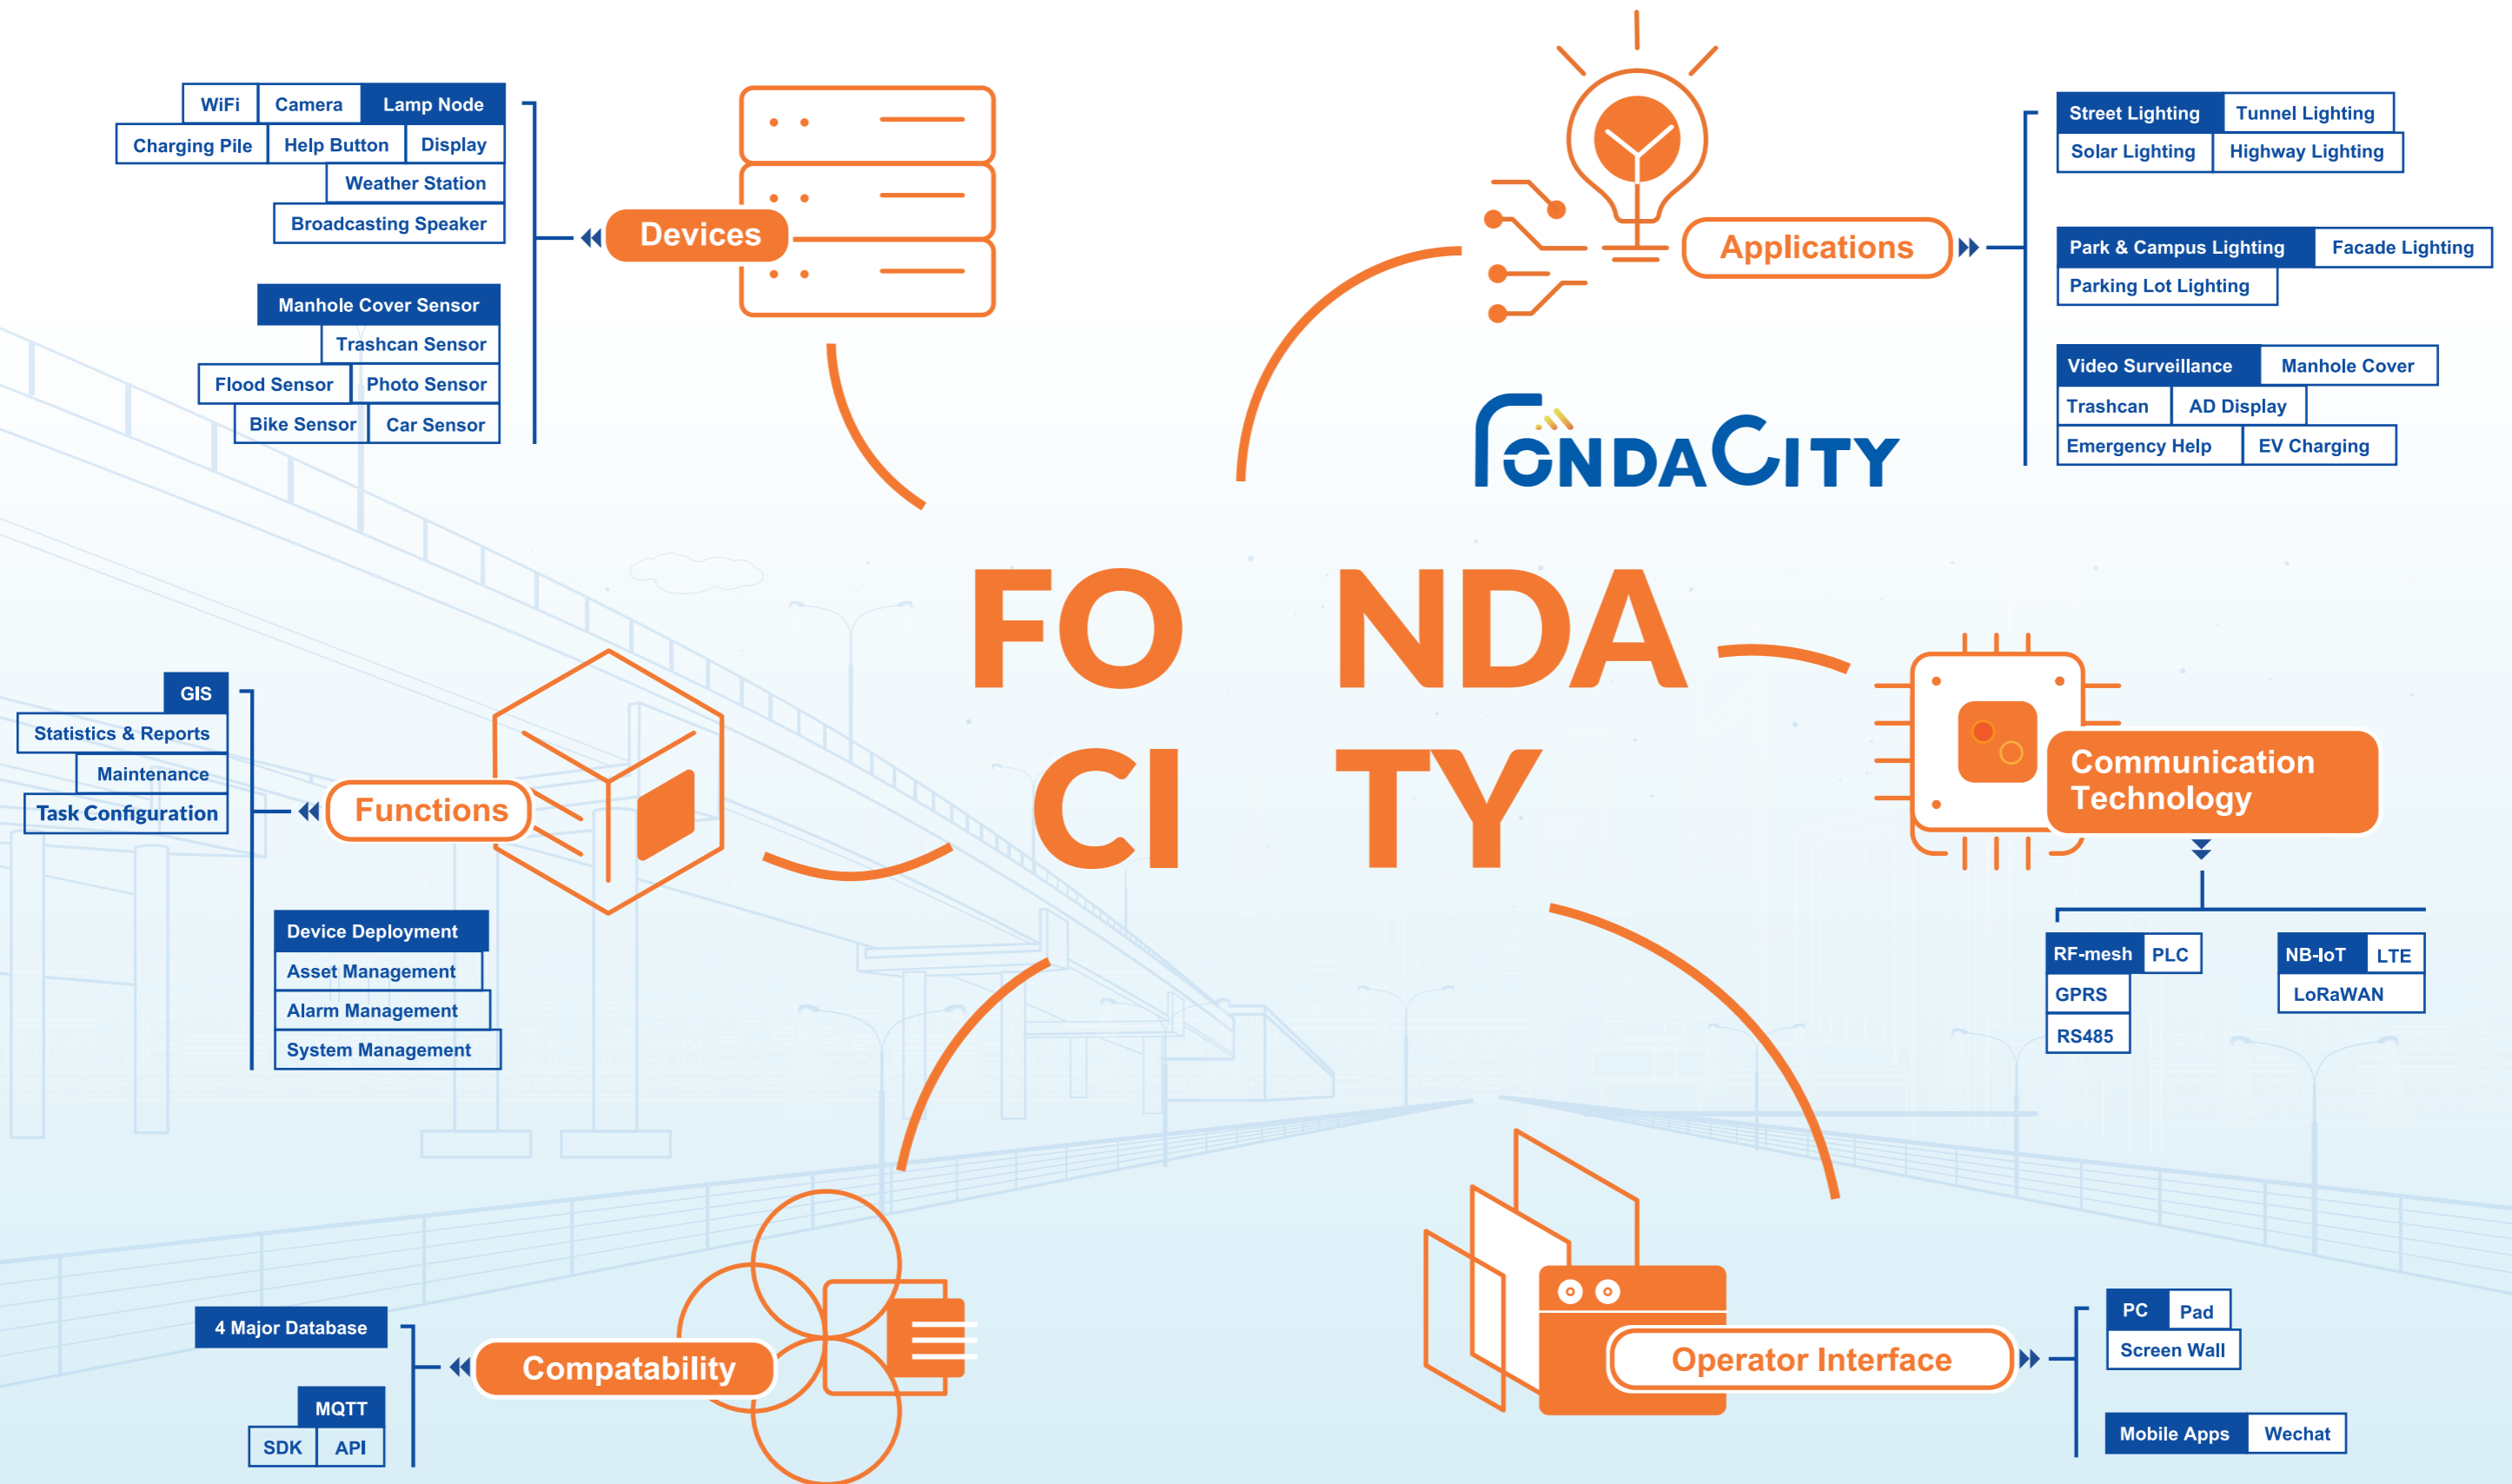 WiFi Camera Lamp Node
Charging Pile Help Button Display
Weather Station
Broadcasting Speaker
Devices
Manhole Cover Sensor
Trashcan Sensor
Flood Sensor Photo Sensor
Bike Sensor Car Sensor
Applications
Street Lighting Tunnel Lighting
Solar Lighting Highway Lighting
Park & Campus Lighting Facade Lighting
Parking Lot Lighting
Video Surveillance Manhole Cover
Trashcan AD Display
Emergency Help EV Charging
FONDACITY
FO NDA
CI TY
GIS
Statistics & Reports
Maintenance
Task Configuration
Functions
Device Deployment
Asset Management
Alarm Management
System Management
Communication
Technology
RF-mesh PLC
GPRS
RS485
NB-IoT LTE
LoRaWAN
4 Major Database
Compatability
MQTT
SDK API
Operator Interface
PC Pad
Screen Wall
Mobile Apps Wechat